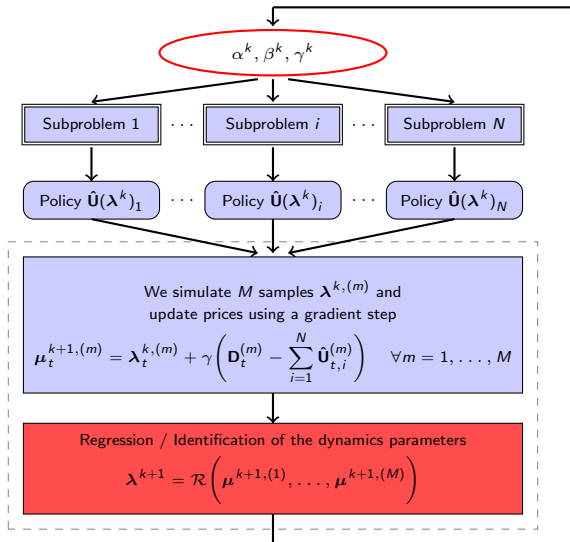 α^k, β^k, γ^k
Subproblem 1 · · · Subproblem i · · · Subproblem N
Policy Û(λ^k)_1 · · · Policy Û(λ^k)_i · · · Policy Û(λ^k)_N
We simulate M samples λ^{k,(m)} and
update prices using a gradient step
μ_t^{k+1,(m)} = λ_t^{k,(m)} + γ(D_t^{(m)} − ∑_{i=1}^{N} Û_{t,i}^{(m)}) ∀m = 1, . . . , M
Regression / Identification of the dynamics parameters
λ^{k+1} = R(μ^{k+1,(1)}, . . . , μ^{k+1,(M)})